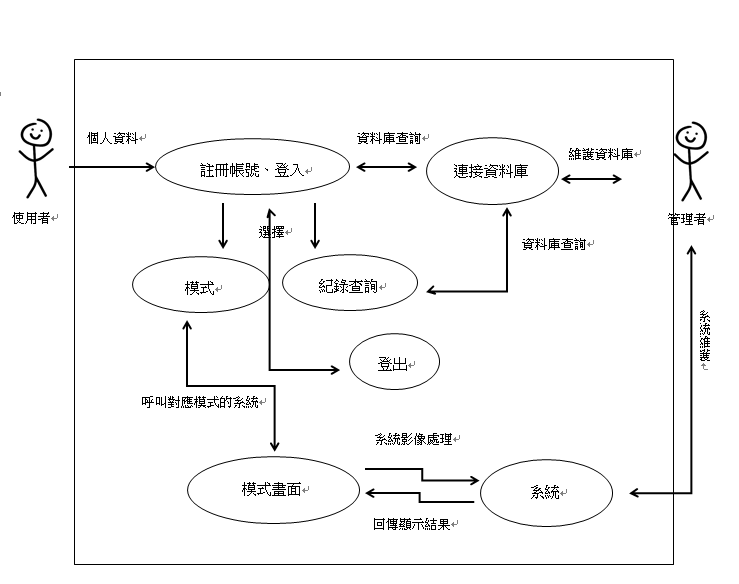 個人資料
資料庫查詢
維護資料庫
註冊帳號、登入
連接資料庫
使用者
管理者
選擇
資料庫查詢
模式
紀錄查詢
系統維護
登出
呼叫對應模式的系統
系統影像處理
模式畫面
系統
回傳顯示結果